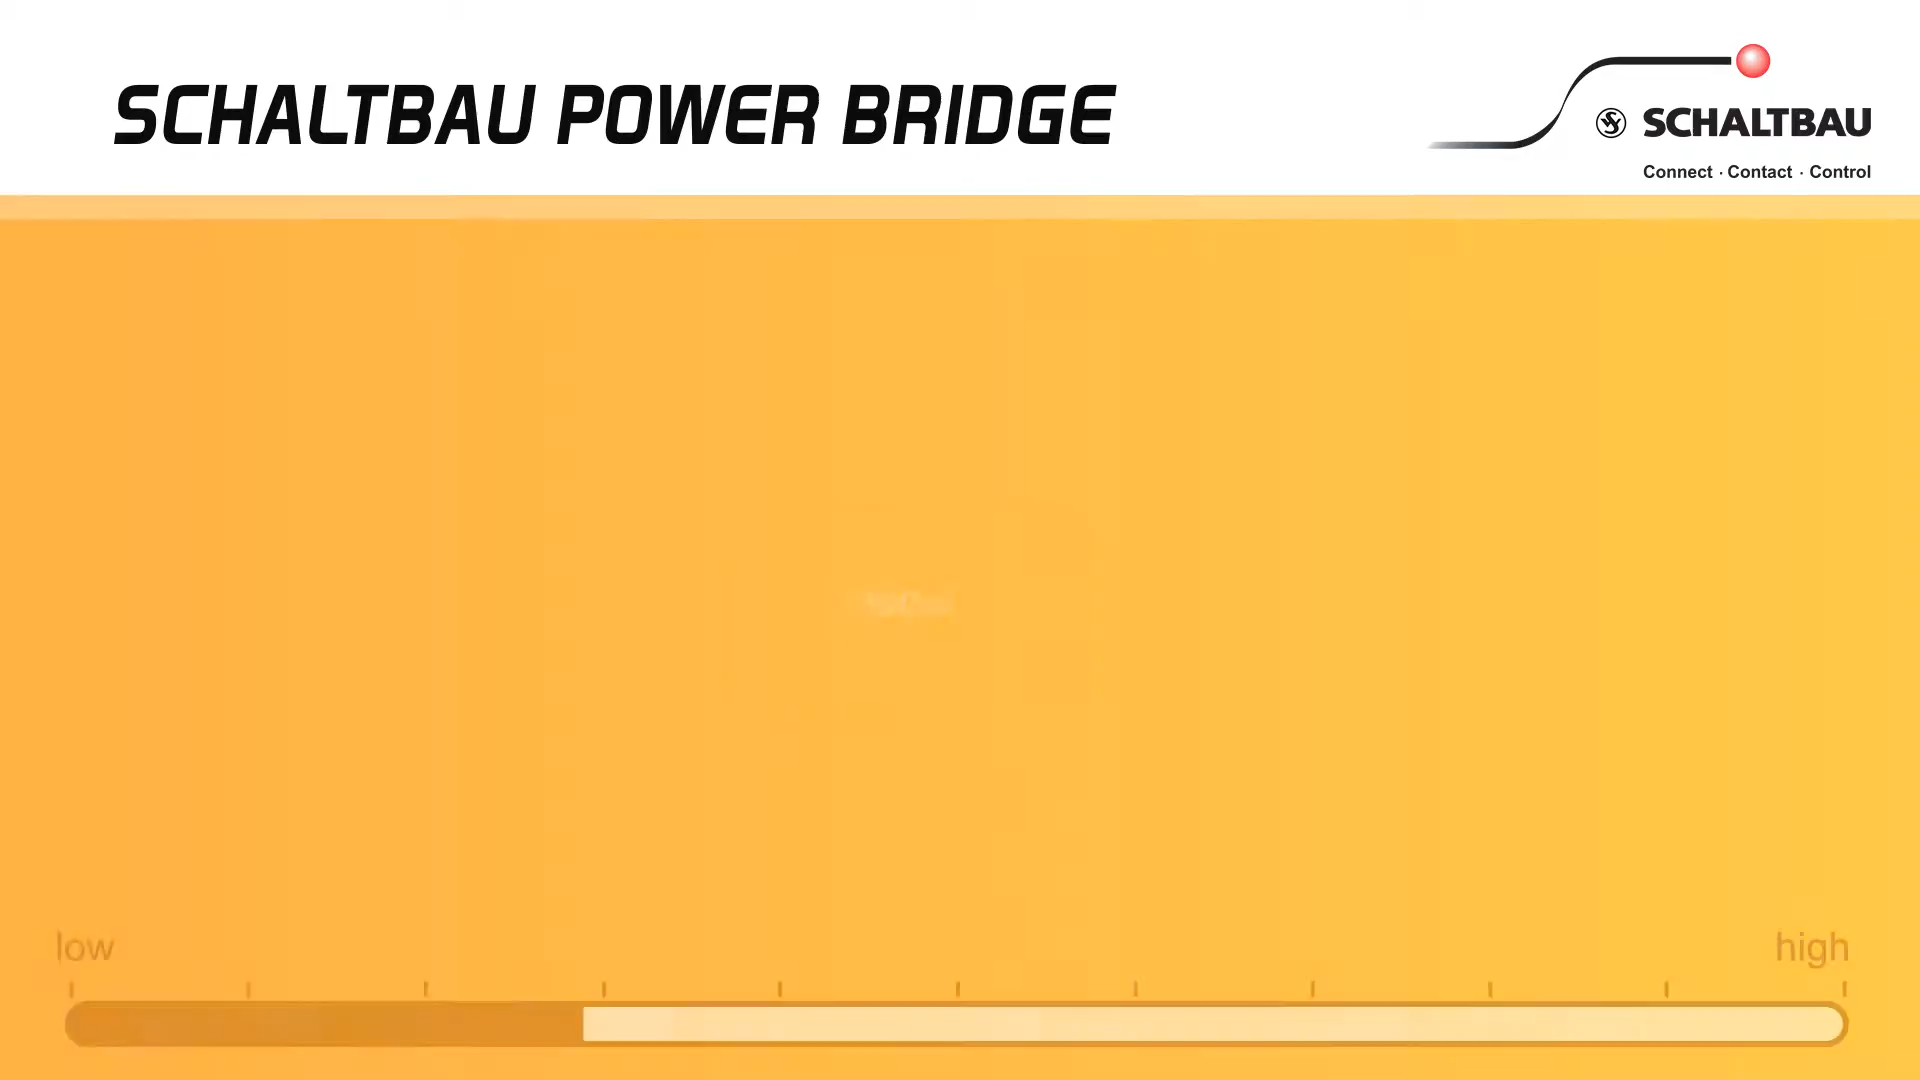 SCHALTBAU POWER BRIDGE
SCHALTBAU
Connect · Contact · Control
low
high